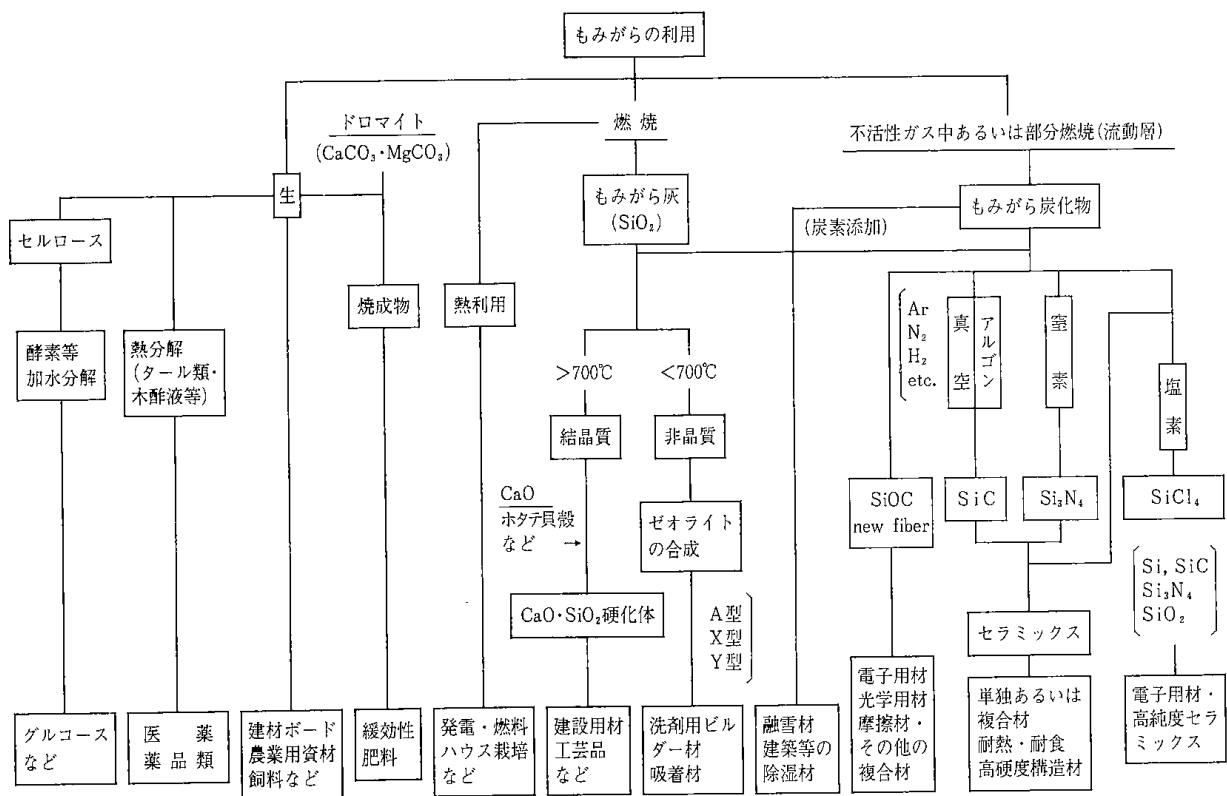 もみがらの利用
ドロマイト
(CaCO₃·MgCO₃)
燃焼
不活性ガス中あるいは部分燃焼(流動層)
生
もみがら灰
(SiO₂)
もみがら炭化物
(炭素添加)
セルロース
焼成物
熱利用
Ar
N₂
H₂
etc.
真空
アルゴン
窒素
塩素
酵素等
加水分解
熱分解
(タール類・
木酢液等)
>700℃
<700℃
結晶質
非晶質
SiOC
new fiber
SiC
Si₃N₄
SiCl₄
CaO
ホタテ貝殻
など →
ゼオライト
の合成
CaO·SiO₂硬化体
A型
X型
Y型
セラミックス
Si, SiC
Si₃N₄
SiO₂
グルコース
など
医薬
薬品類
建材ボード
農業用資材
飼料など
緩効性
肥料
発電・燃料
ハウス栽培
など
建設用材
工芸品
など
洗剤用ビル
ダー材
吸着材
融雪材
建築等の
除湿材
電子用材
光学用材
摩擦材・
その他の
複合材
単独あるいは
複合材
耐熱・耐食
高硬度構造材
電子用材・
高純度セラ
ミックス